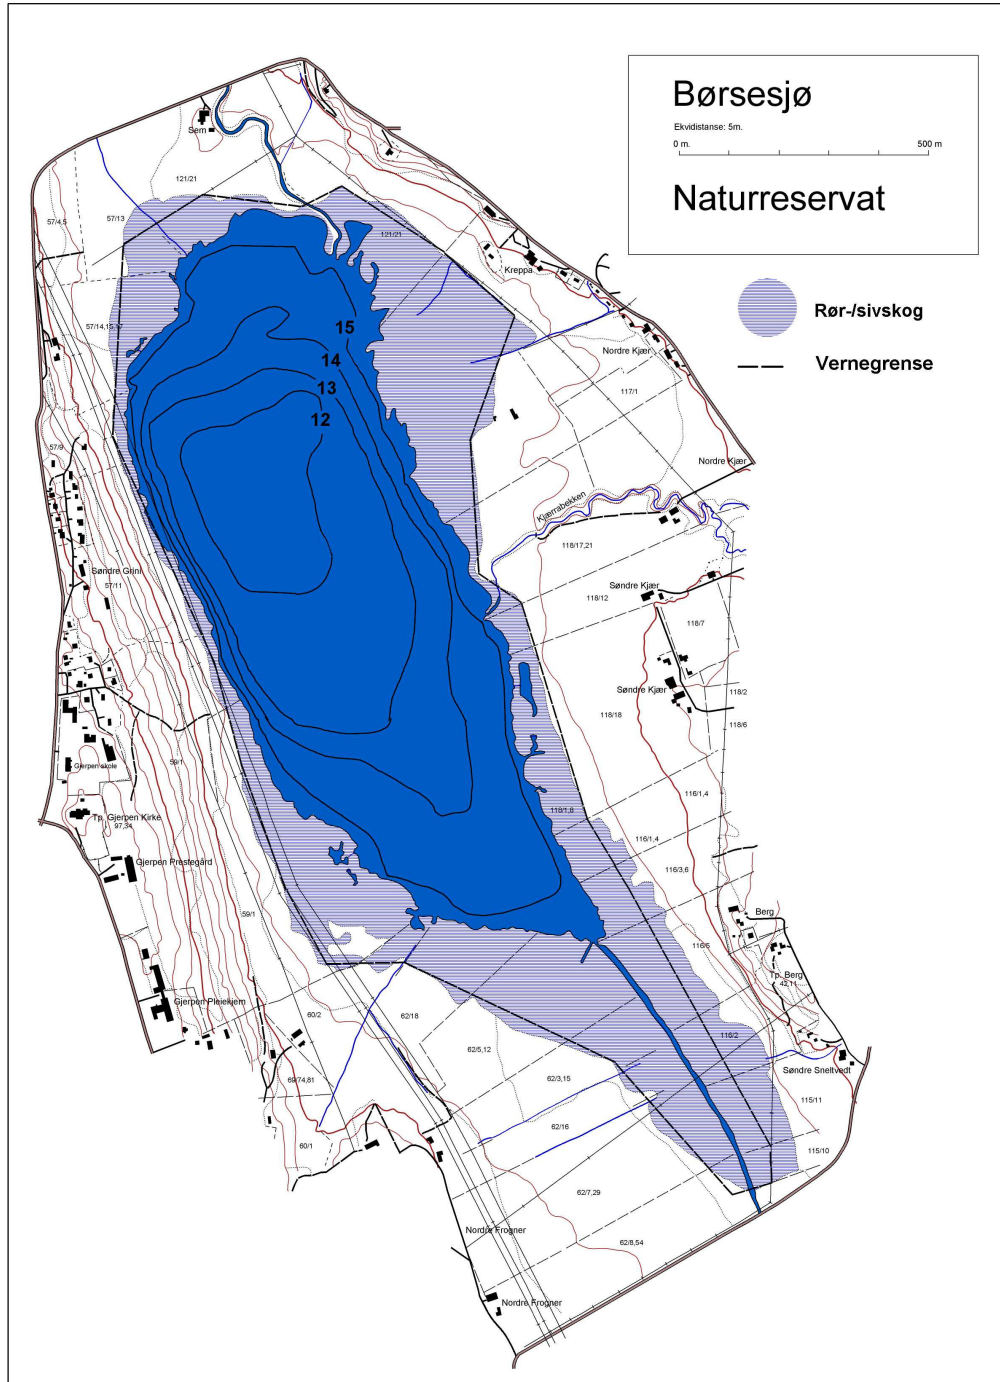 Børsesjø
Ekvidistanse: 5m.
0 m. 500 m
Naturreservat
Rør-/sivskog
Vernegrense
Sem
121/21
57/4,5
57/13
121/21
Kreppa
57/14,15,17
15
14
13
12
Nordre Kjær
117/1
57/9
Nordre Kjær
Kjærrabekken
118/17,21
Søndre Grini
57/11
Søndre Kjær
118/12
118/7
Søndre Kjær
118/2
118/18
118/6
59/1
Gjerpen skole
116/1,4
118/1,8
Tp. Gjerpen Kirke
97,34
116/1,4
Gjerpen Prestegård
116/3,6
59/1
Berg
116/5
Tp. Berg
42,11
Gjerpen Pleiehjem
60/2
62/18
116/2
62/5,12
Søndre Sneltvedt
69/74,81
62/3,15
115/11
62/16
60/1
115/10
62/7,29
Nordre Frogner
62/8,54
Nordre Frogner